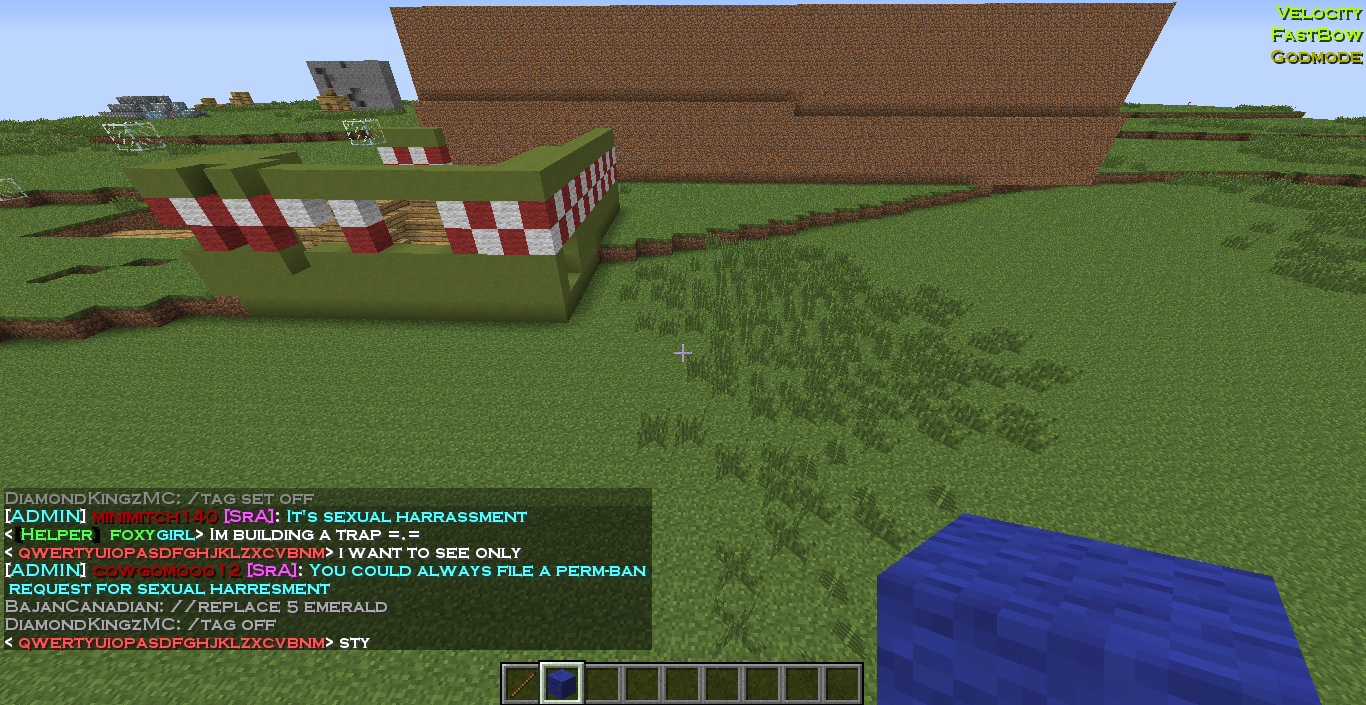 Velocity
FastBow
Godmode
DiamondKingzMC: /tag set off
[ADMIN] minimitch140 [SrA]: It's sexual harrassment
< [Helper] foxygirl> Im building a trap =.=
< qwertyuiopasdfghjklzxcvbnm> i want to see only
[ADMIN] cowgomooo12 [SrA]: You could always file a perm-ban
request for sexual harresment
BajanCanadian: //replace 5 emerald
DiamondKingzMC: /tag off
< qwertyuiopasdfghjklzxcvbnm> sty